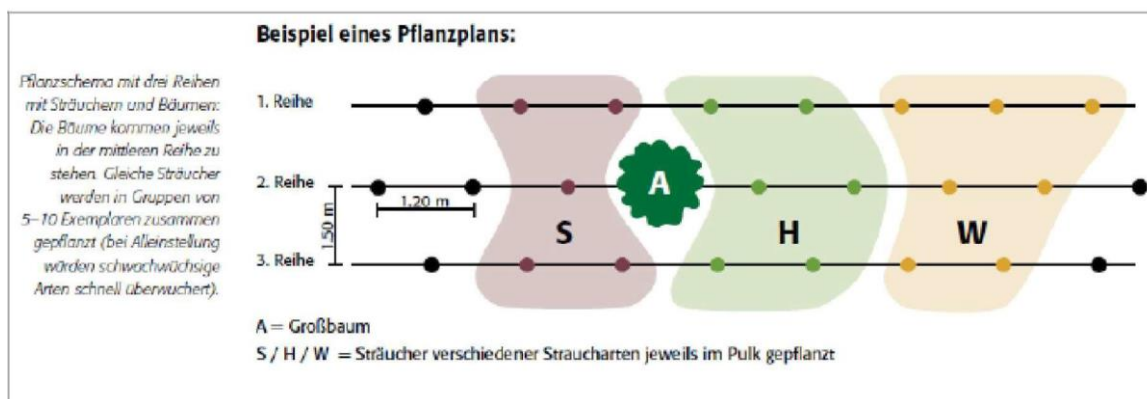 Beispiel eines Pflanzplans:
Pflanzschema mit drei Reihen
mit Sträuchern und Bäumen:
Die Bäume kommen jeweils
in der mittleren Reihe zu
stehen. Gleiche Sträucher
werden in Gruppen von
5–10 Exemplaren zusammen
gepflanzt (bei Alleinstellung
würden schwachwüchsige
Arten schnell überwuchert).
1. Reihe
2. Reihe
3. Reihe
1.20 m
1.50 m
A
S
H
W
A = Großbaum
S / H / W = Sträucher verschiedener Straucharten jeweils im Pulk gepflanzt